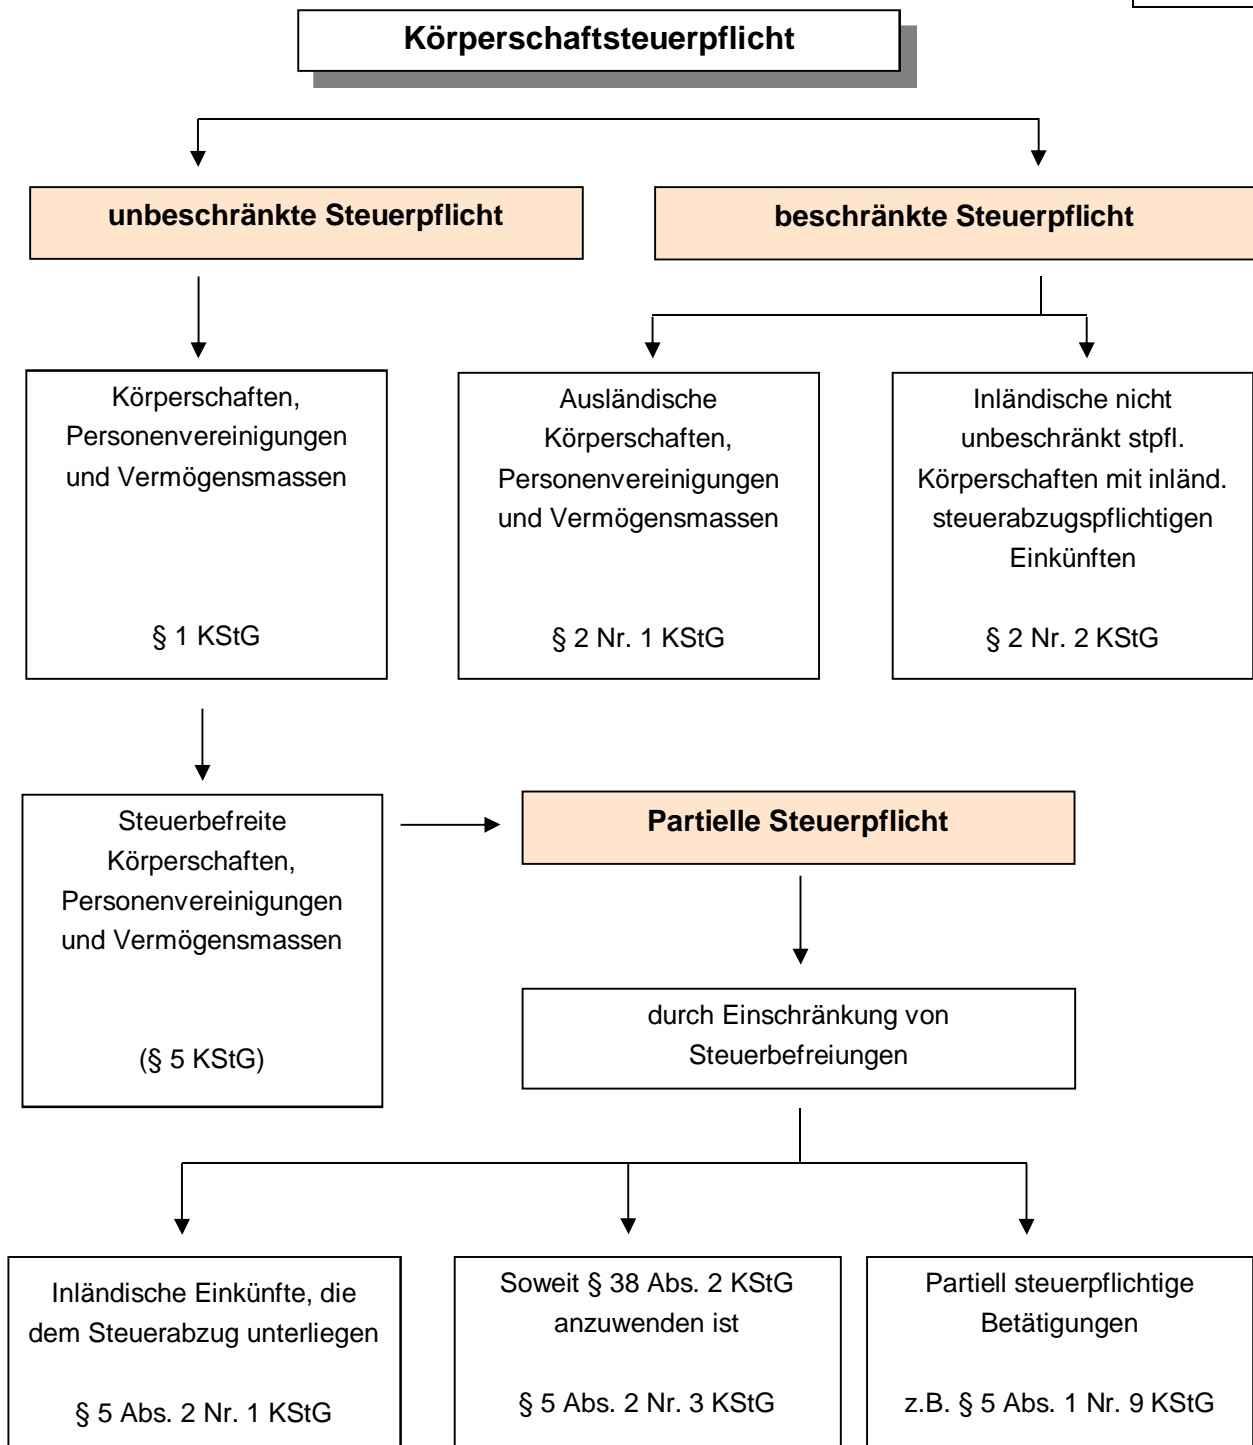 Körperschaftsteuerpflicht
unbeschränkte Steuerpflicht
beschränkte Steuerpflicht
Körperschaften,
Personenvereinigungen
und Vermögensmassen
§ 1 KStG
Ausländische
Körperschaften,
Personenvereinigungen
und Vermögensmassen
§ 2 Nr. 1 KStG
Inländische nicht
unbeschränkt stpfl.
Körperschaften mit inländ.
steuerabzugspflichtigen
Einkünften
§ 2 Nr. 2 KStG
Steuerbefreite
Körperschaften,
Personenvereinigungen
und Vermögensmassen
(§ 5 KStG)
Partielle Steuerpflicht
durch Einschränkung von
Steuerbefreiungen
Inländische Einkünfte, die
dem Steuerabzug unterliegen
§ 5 Abs. 2 Nr. 1 KStG
Soweit § 38 Abs. 2 KStG
anzuwenden ist
§ 5 Abs. 2 Nr. 3 KStG
Partiell steuerpflichtige
Betätigungen
z.B. § 5 Abs. 1 Nr. 9 KStG